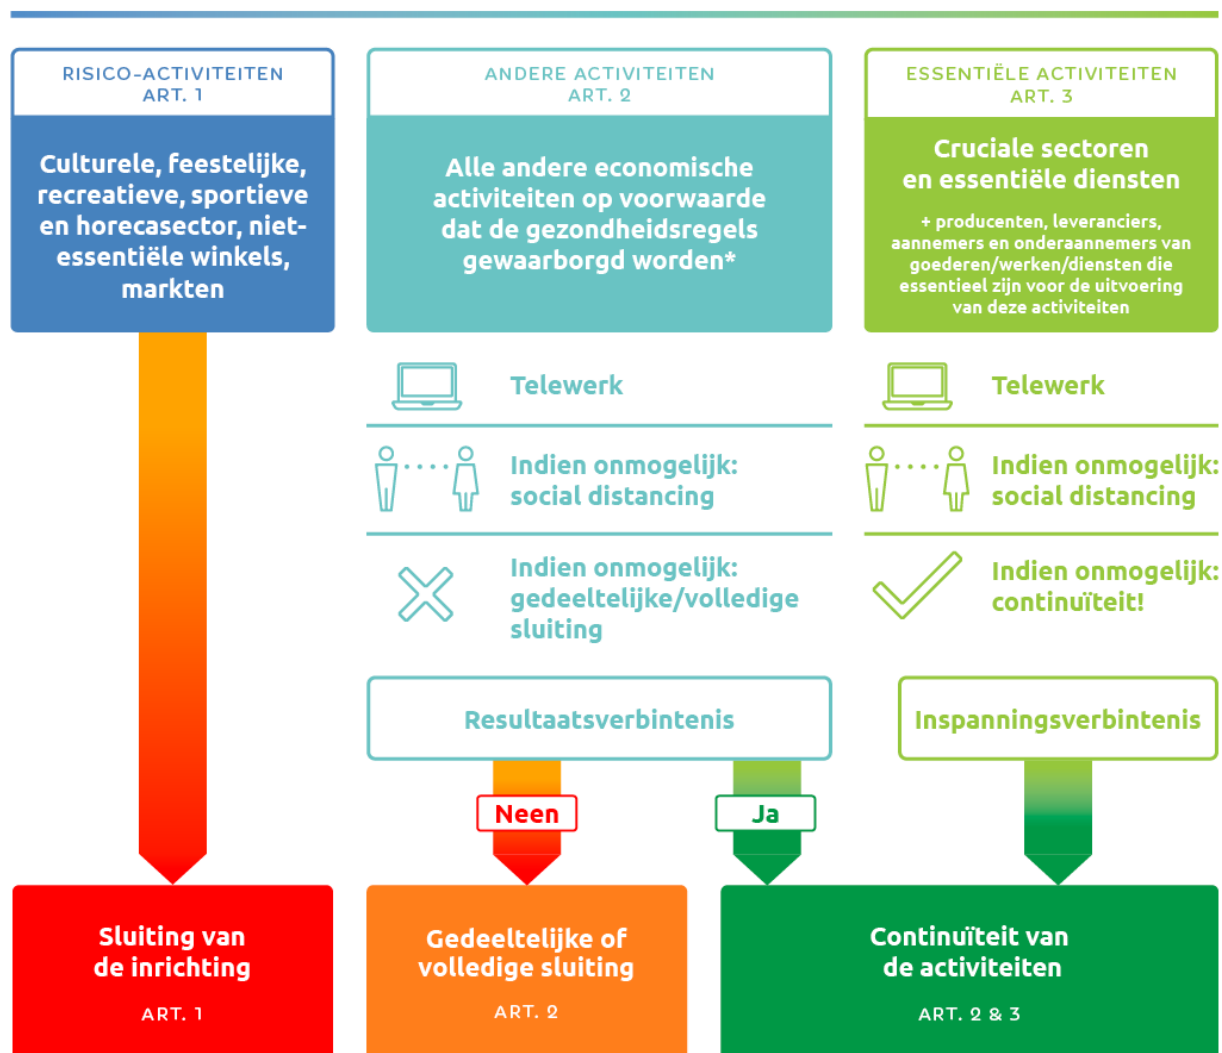 RISICO-ACTIVITEITEN
ART. 1
Culturele, feestelijke,
recreatieve, sportieve
en horecasector, niet-
essentiële winkels,
markten
ANDERE ACTIVITEITEN
ART. 2
Alle andere economische
activiteiten op voorwaarde
dat de gezondheidsregels
gewaarborgd worden*
ESSENTIËLE ACTIVITEITEN
ART. 3
Cruciale sectoren
en essentiële diensten
+ producenten, leveranciers,
aannemers en onderaannemers van
goederen/werken/diensten die
essentieel zijn voor de uitvoering
van deze activiteiten
Telewerk
Indien onmogelijk:
social distancing
Indien onmogelijk:
gedeeltelijke/volledige
sluiting
Telewerk
Indien onmogelijk:
social distancing
Indien onmogelijk:
continuïteit!
Resultaatsverbintenis
Inspanningsverbintenis
Neen
Ja
Sluiting van
de inrichting
ART. 1
Gedeeltelijke of
volledige sluiting
ART. 2
Continuïteit van
de activiteiten
ART. 2 & 3